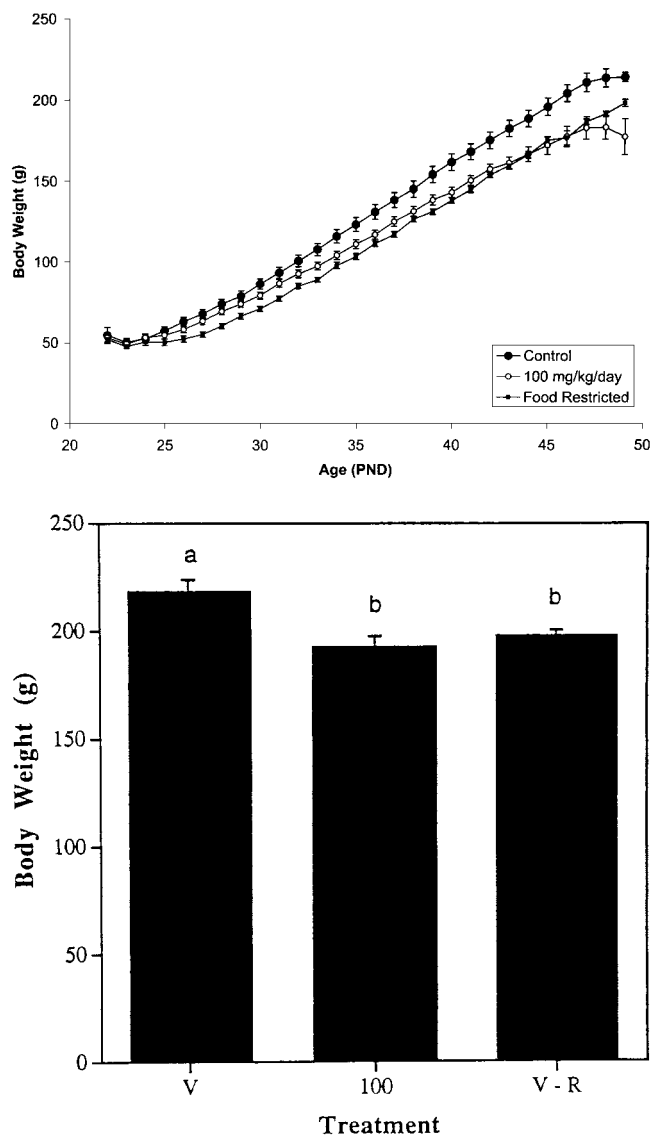 250
200
150
100
50
0
Body Weight (g)
20 25 30 35 40 45 50
Age (PND)
Control
100 mg/kg/day
Food Restricted
250
200
150
100
50
0
Body Weight (g)
a
b
b
V 100 V - R
Treatment